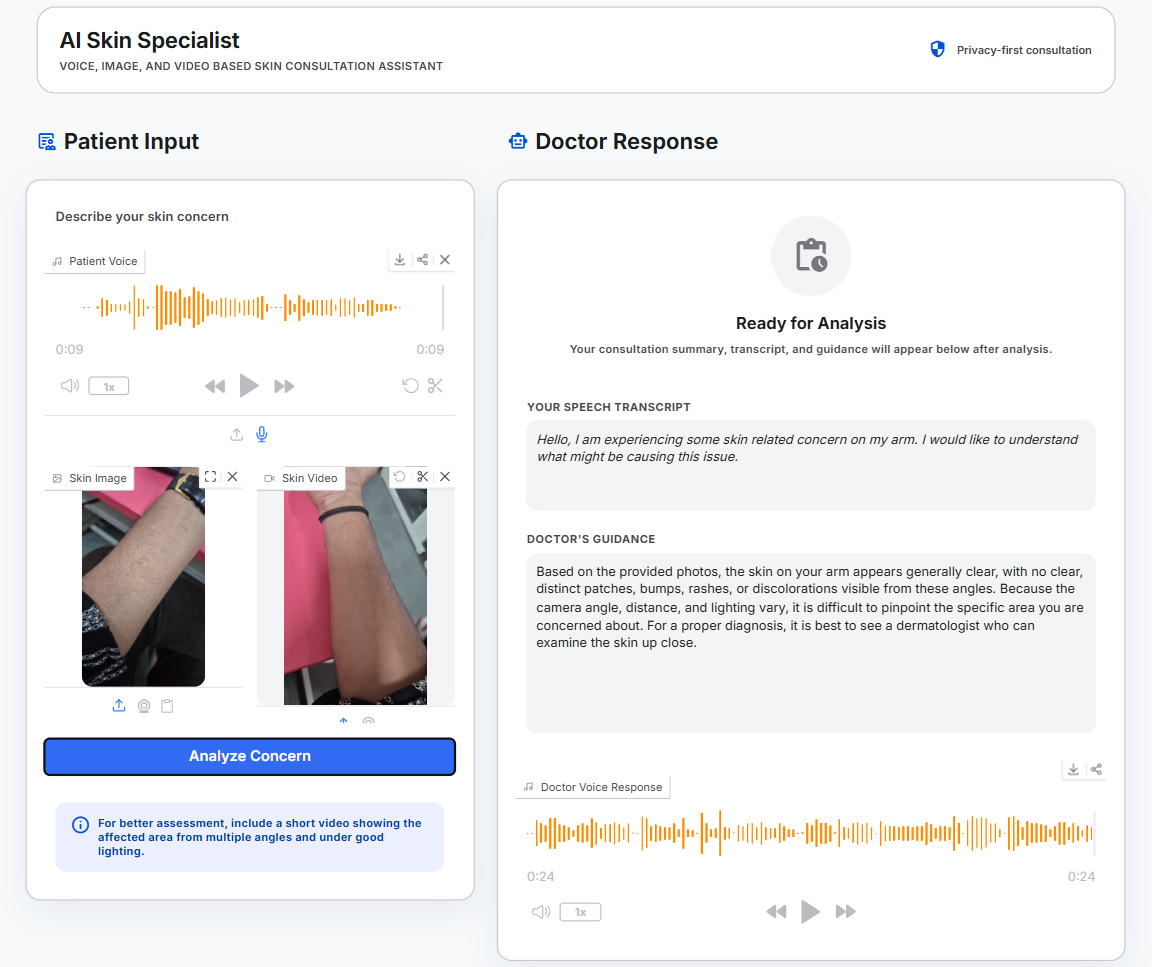 AI Skin Specialist
VOICE, IMAGE, AND VIDEO BASED SKIN CONSULTATION ASSISTANT
Privacy-first consultation
Patient Input
Describe your skin concern
Patient Voice
0:09
0:09
1x
Skin Image
Skin Video
Analyze Concern
For better assessment, include a short video showing the
affected area from multiple angles and under good
lighting.
Doctor Response
Ready for Analysis
Your consultation summary, transcript, and guidance will appear below after analysis.
YOUR SPEECH TRANSCRIPT
Hello, I am experiencing some skin related concern on my arm. I would like to understand
what might be causing this issue.
DOCTOR'S GUIDANCE
Based on the provided photos, the skin on your arm appears generally clear, with no clear,
distinct patches, bumps, rashes, or discolorations visible from these angles. Because the
camera angle, distance, and lighting vary, it is difficult to pinpoint the specific area you are
concerned about. For a proper diagnosis, it is best to see a dermatologist who can
examine the skin up close.
Doctor Voice Response
0:24
0:24
1x